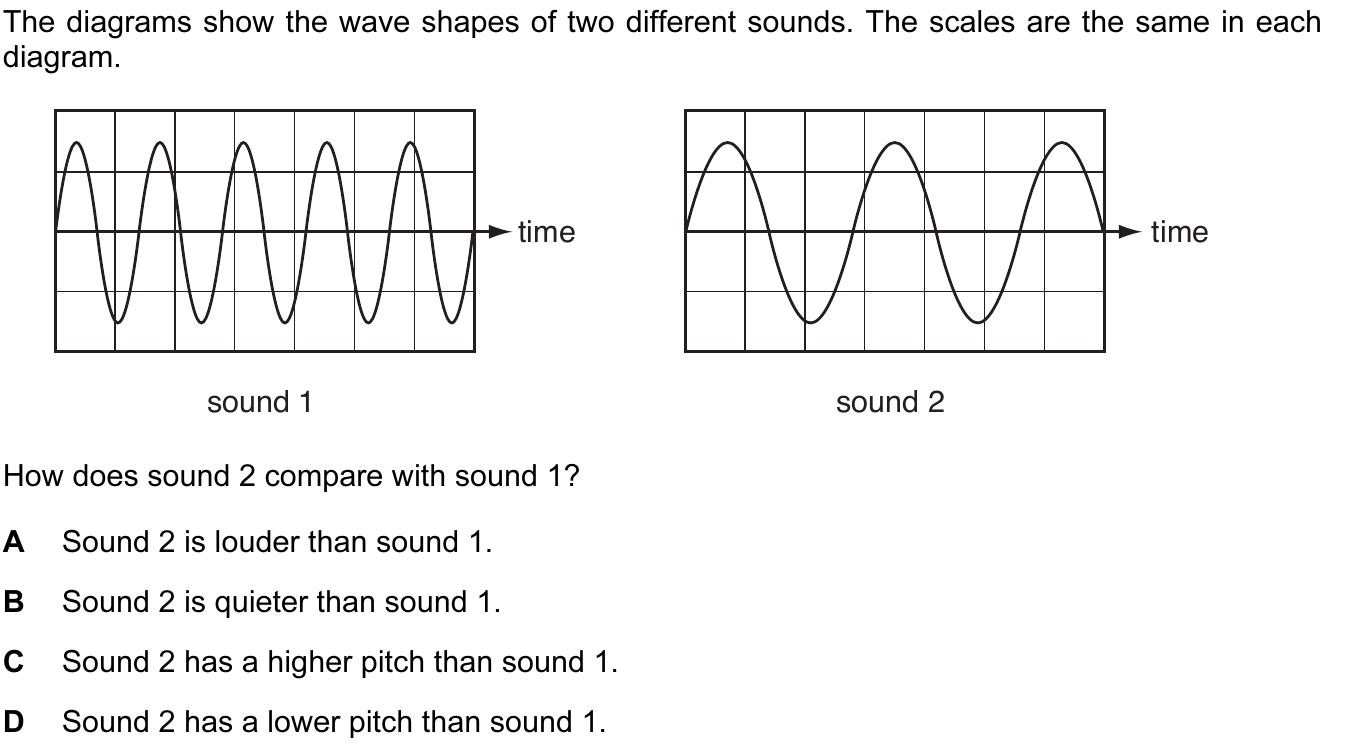 The diagrams show the wave shapes of two different sounds. The scales are the same in each
diagram.
time
time
sound 1
sound 2
How does sound 2 compare with sound 1?
A Sound 2 is louder than sound 1.
B Sound 2 is quieter than sound 1.
C Sound 2 has a higher pitch than sound 1.
D Sound 2 has a lower pitch than sound 1.